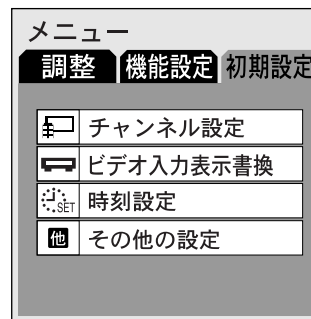 メニュー
調整 機能設定 初期設定
チャンネル設定
ビデオ入力表示書換
SET 時刻設定
他 その他の設定